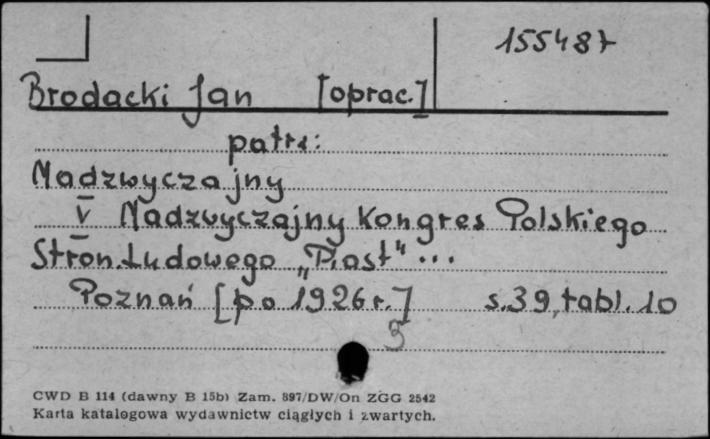 155487
Brodacki Jan [oprac.]
patrz:
Nadzwyczajny
V Nadzwyczajny Kongres Polskiego
Stron. Ludowego „Piast“ ...
Poznań [po 1926 r.] s. 39, tabl. 10
3
CWD B 114 (dawny B 15b) Zam. 897/DW/On ZGG 2542
Karta katalogowa wydawnictw ciągłych i zwartych.